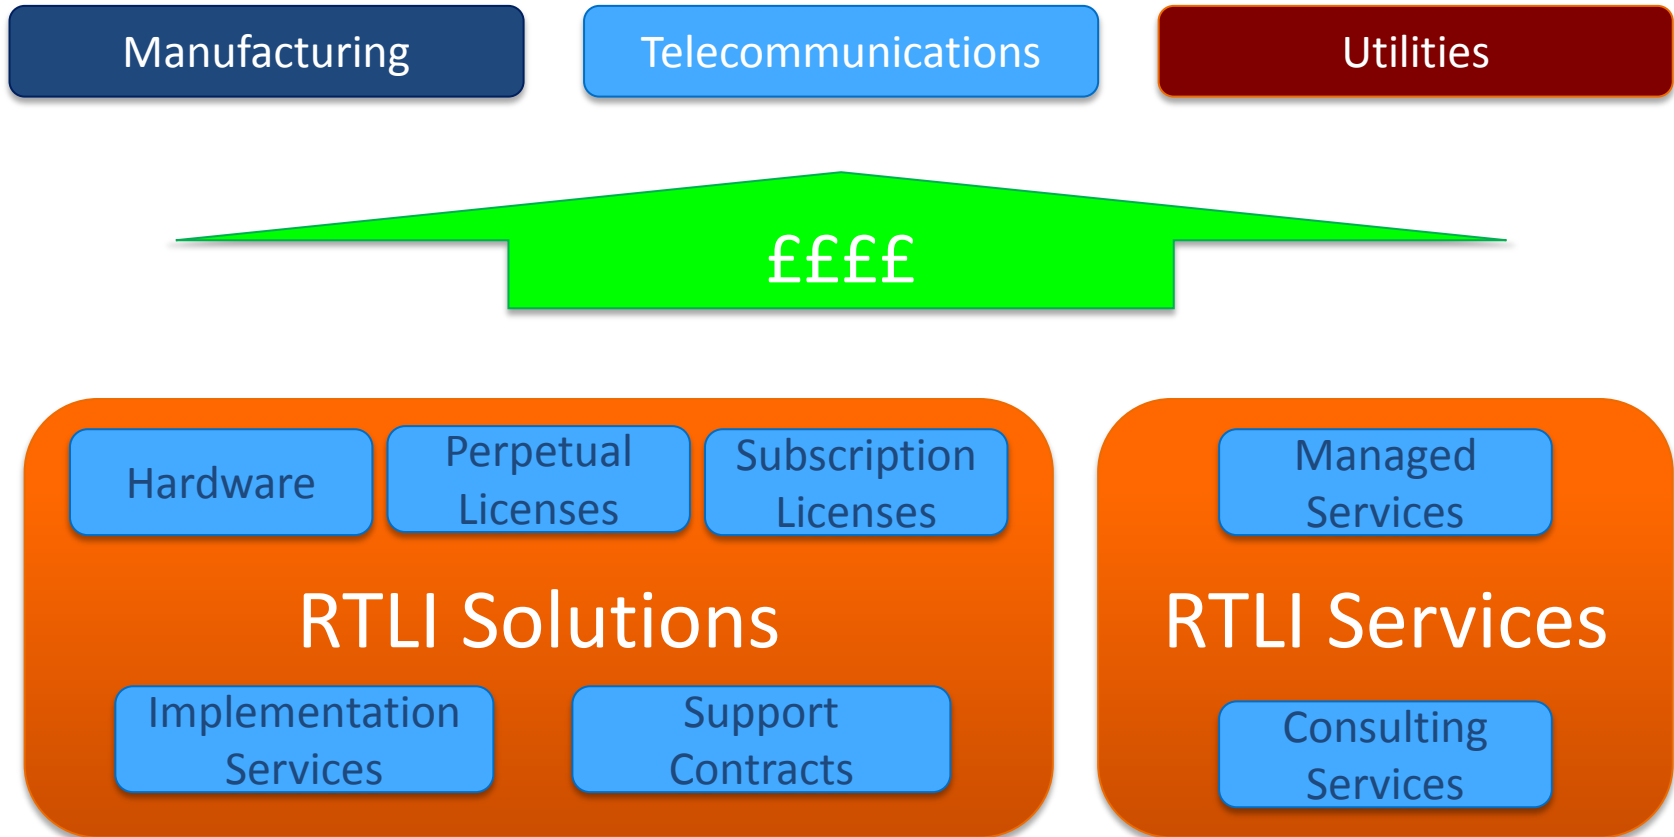 Manufacturing
Telecommunications
Utilities
££££
Hardware
Perpetual
Licenses
Subscription
Licenses
RTLI Solutions
Implementation
Services
Support
Contracts
Managed
Services
RTLI Services
Consulting
Services